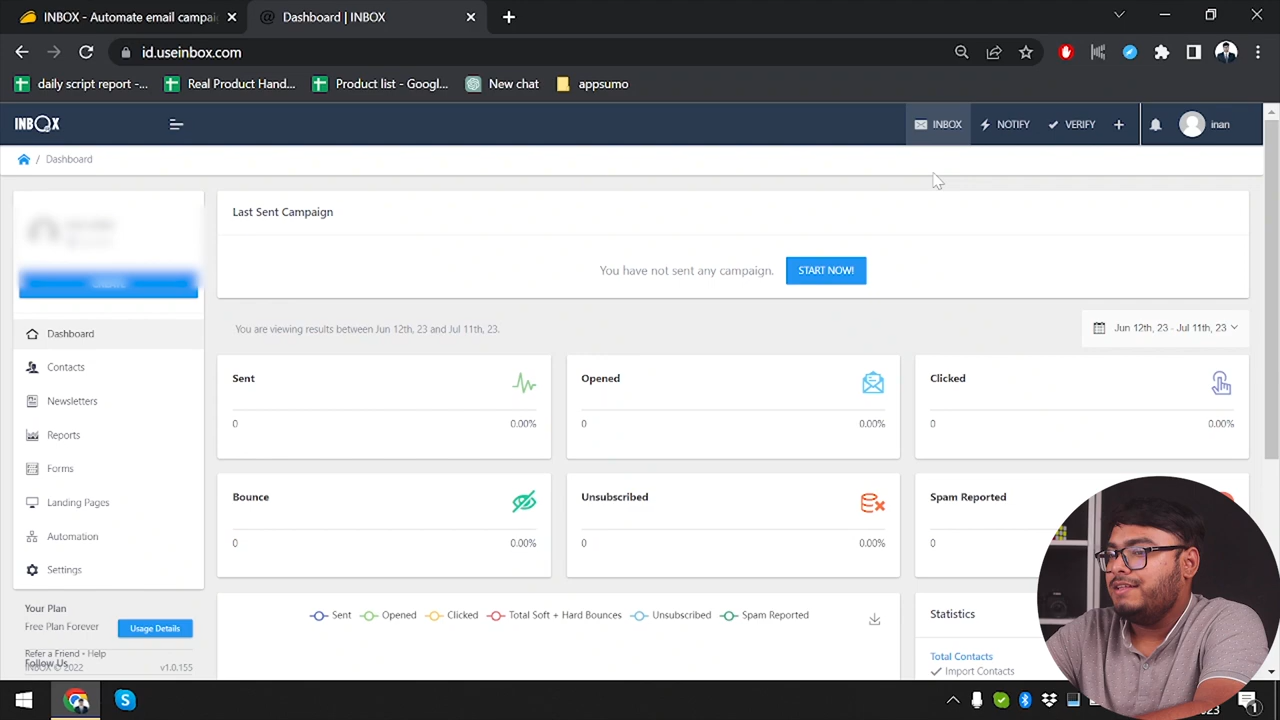 INBOX - Automate email campai
Dashboard | INBOX
id.useinbox.com
daily script report -...
Real Product Hand...
Product list - Googl...
New chat
appsumo
INBOX
INBOX
NOTIFY
VERIFY
inan
/ Dashboard
Last Sent Campaign
You have not sent any campaign.
START NOW!
Dashboard
Contacts
Newsletters
Reports
Forms
Landing Pages
Automation
Settings
You are viewing results between Jun 12th, 23 and Jul 11th, 23.
Jun 12th, 23 - Jul 11th, 23
Sent
0 0.00%
Opened
0 0.00%
Clicked
0 0.00%
Bounce
0 0.00%
Unsubscribed
0 0.00%
Spam Reported
0
Your Plan
Free Plan Forever
Usage Details
Refer a Friend - Help
Follow Us
INBOX © 2022 v1.0.155
Sent Opened Clicked Total Soft + Hard Bounces Unsubscribed Spam Reported
Statistics
Total Contacts
Import Contacts
1